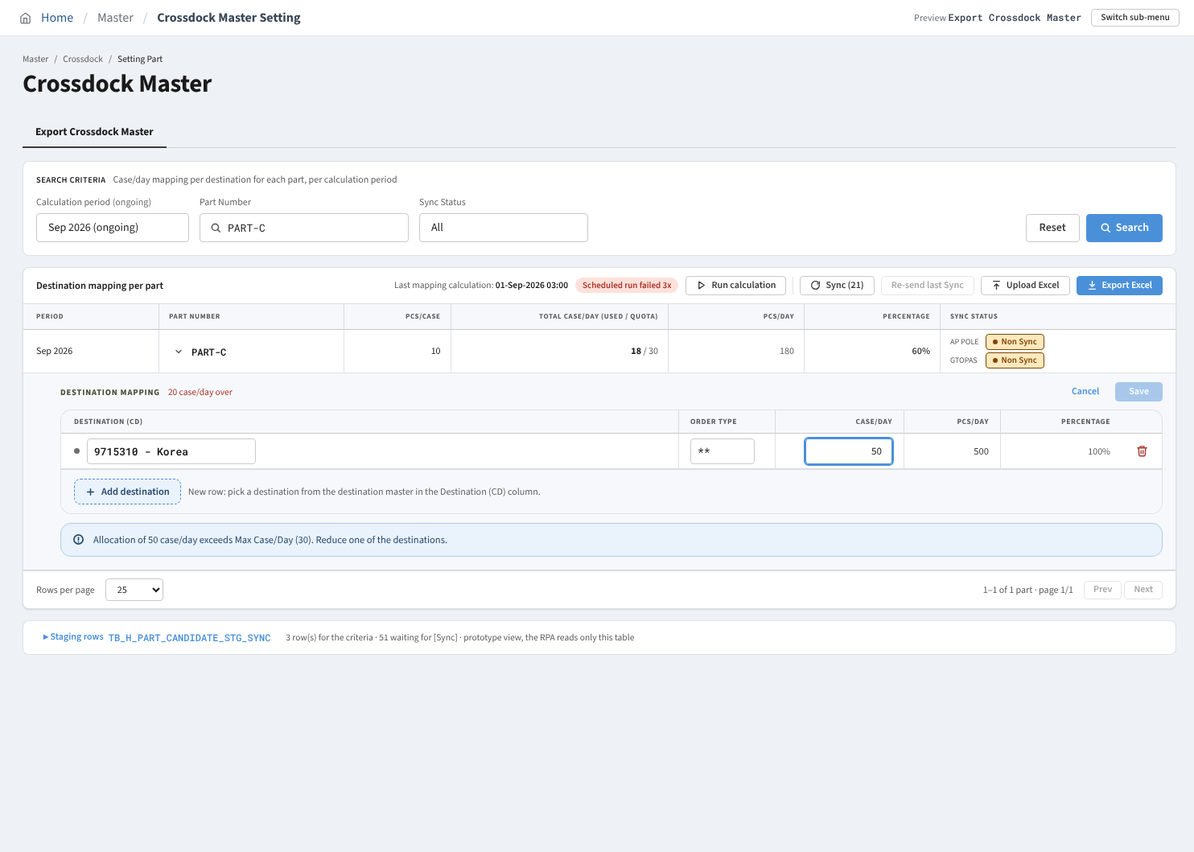 Home / Master / Crossdock Master Setting Preview Export Crossdock Master Switch sub-menu
Master / Crossdock / Setting Part
Crossdock Master
Export Crossdock Master
SEARCH CRITERIA Case/day mapping per destination for each part, per calculation period
Calculation period (ongoing) Part Number Sync Status
Sep 2026 (ongoing) PART-C All Reset Search
Destination mapping per part Last mapping calculation: 01-Sep-2026 03:00 Scheduled run failed 3x Run calculation Sync (21) Re-send last Sync Upload Excel Export Excel
PERIOD PART NUMBER PCS/CASE TOTAL CASE/DAY (USED / QUOTA) PCS/DAY PERCENTAGE SYNC STATUS
Sep 2026 PART-C 10 18 / 30 180 60% AP POLE Non Sync
GTOPAS Non Sync
DESTINATION MAPPING 20 case/day over Cancel Save
DESTINATION (CD) ORDER TYPE CASE/DAY PCS/DAY PERCENTAGE
9715310 - Korea ** 50 500 100%
+ Add destination New row: pick a destination from the destination master in the Destination (CD) column.
Allocation of 50 case/day exceeds Max Case/Day (30). Reduce one of the destinations.
Rows per page 25 1–1 of 1 part · page 1/1 Prev Next
▸ Staging rows TB_H_PART_CANDIDATE_STG_SYNC 3 row(s) for the criteria · 51 waiting for [Sync] · prototype view, the RPA reads only this table